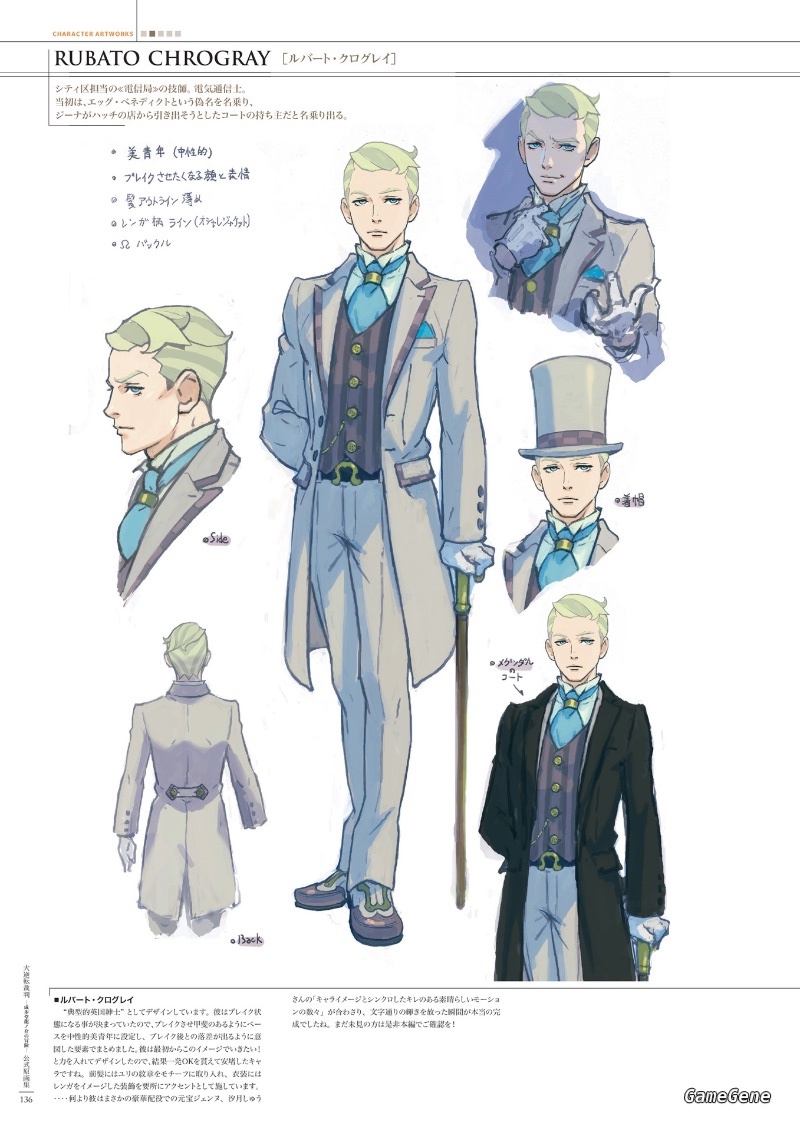 CHARACTER ARTWORKS
RUBATO CHROGRAY [ルバート・クログレイ]
シティ区担当の≪電信局≫の技師。電気通信士。
当初は、エッグ・ベネディクトという偽名を名乗り、
ジーナがハッチの店から引き出そうとしたコートの持ち主だと名乗り出る。
美青年 (中性的)
ブレイクさせたくなる顔と表情
髪アウトライン 薄め
レンガ柄 ライン (オシャレジャケット)
Ω バックル
Side
着帽
メグンダル
の
コート
Back
■ルバート・クログレイ
“典型的英国紳士”としてデザインしています。彼はブレイク状
態になる事が決まっていたので、ブレイクさせ甲斐のあるようにベー
スを中性的美青年に設定し、ブレイク後との落差が出るように意
図した要素でまとめました。彼は最初からこのイメージでいきたい!
と力を入れてデザインしたので、結果一発OKを貰えて安堵したキャ
ラですね。前髪にはユリの紋章をモチーフに取り入れ、衣装には
レンガをイメージした装飾を要所にアクセントとして施しています。
‥‥何より彼はまさかの豪華配役での元宝ジェンヌ、汐月しゅう
さんの「キャライメージとシンクロしたキレのある素晴らしいモーショ
ンの数々」が合わさり、文字通りの輝きを放った瞬間が本当の完
成でしたね。まだ未見の方は是非本編でご確認を!
大逆転裁判 公式原画集
136
GameGene